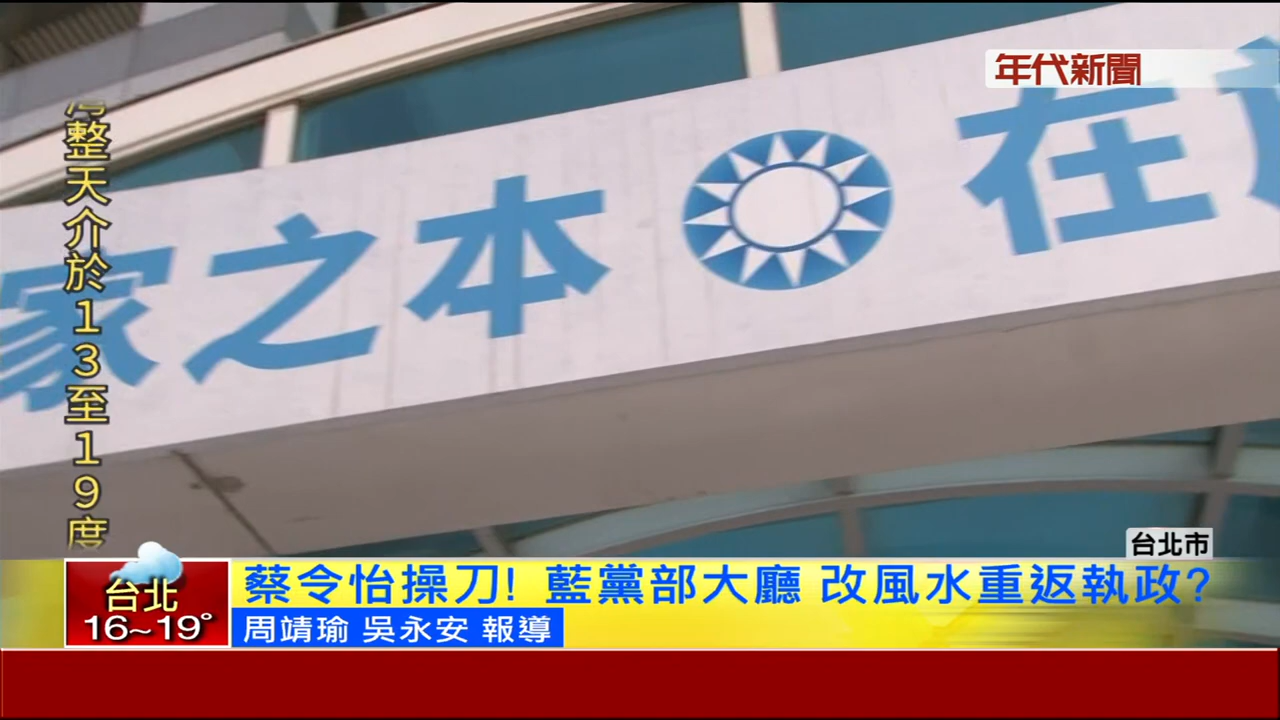 年代新聞
整天介於13至19度
家之本 在
台北市
台北
16~19°
蔡令怡操刀! 藍黨部大廳 改風水重返執政?
周靖瑜 吳永安 報導